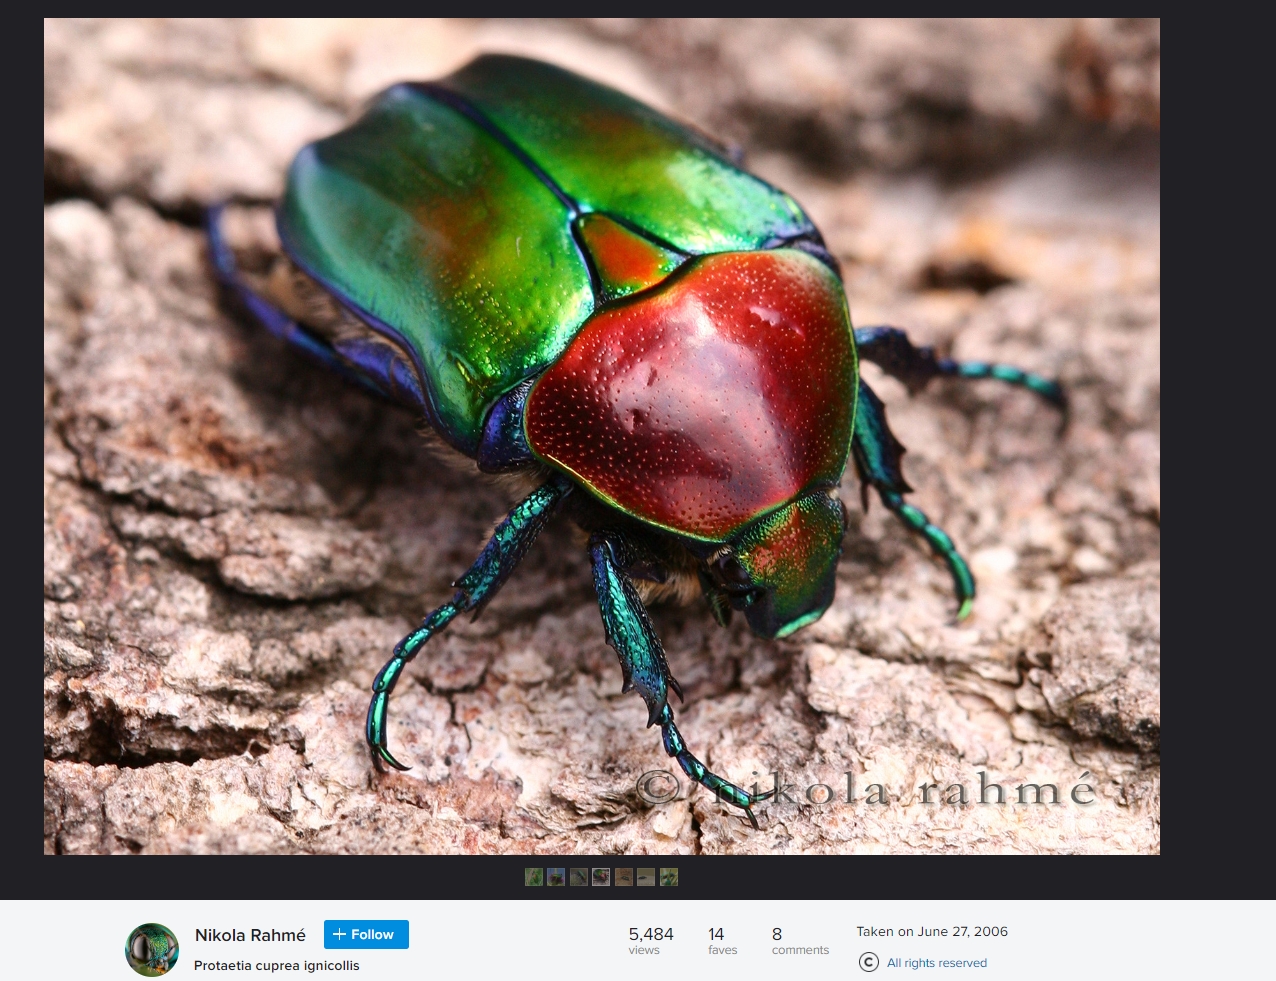 © nikola rahmé
Nikola Rahmé
+ Follow
Protaetia cuprea ignicollis
5,484
views
14
faves
8
comments
Taken on June 27, 2006
© All rights reserved